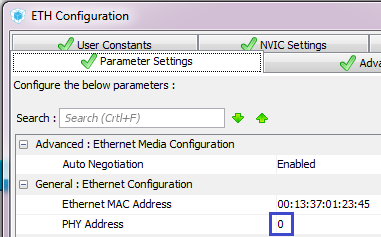 ETH Configuration
User Constants
NVIC Settings
Parameter Settings
Configure the below parameters :
Search : Search (Crtl+F)
Advanced : Ethernet Media Configuration
Auto Negotiation Enabled
General : Ethernet Configuration
Ethernet MAC Address 00:13:37:01:23:45
PHY Address 0